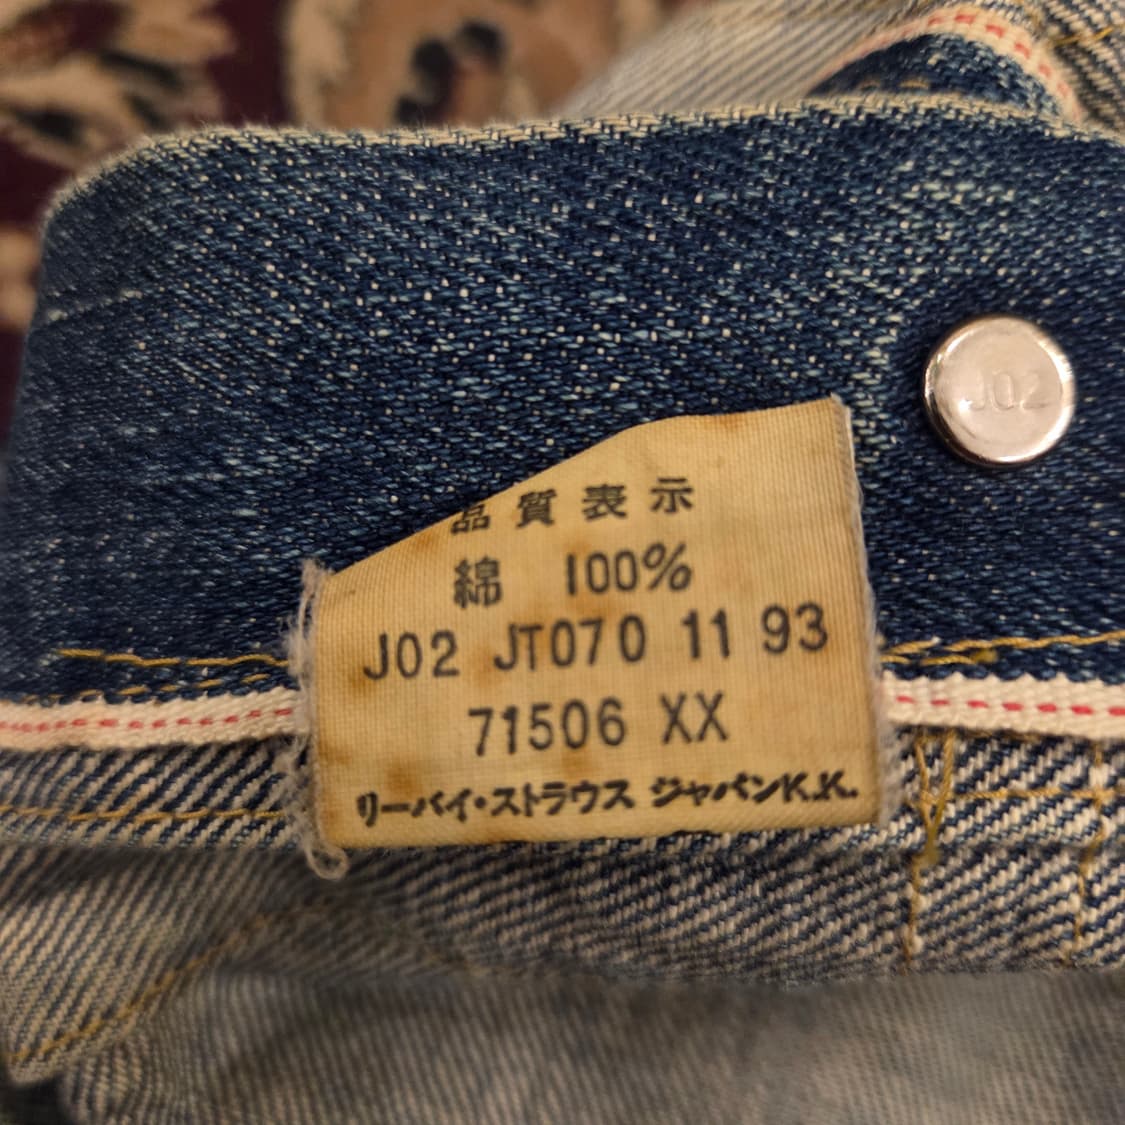 品質表示
綿 100%
J02 JT070 11 93
71506 XX
リーバイ・ストラウス ジャパンK.K.
J02